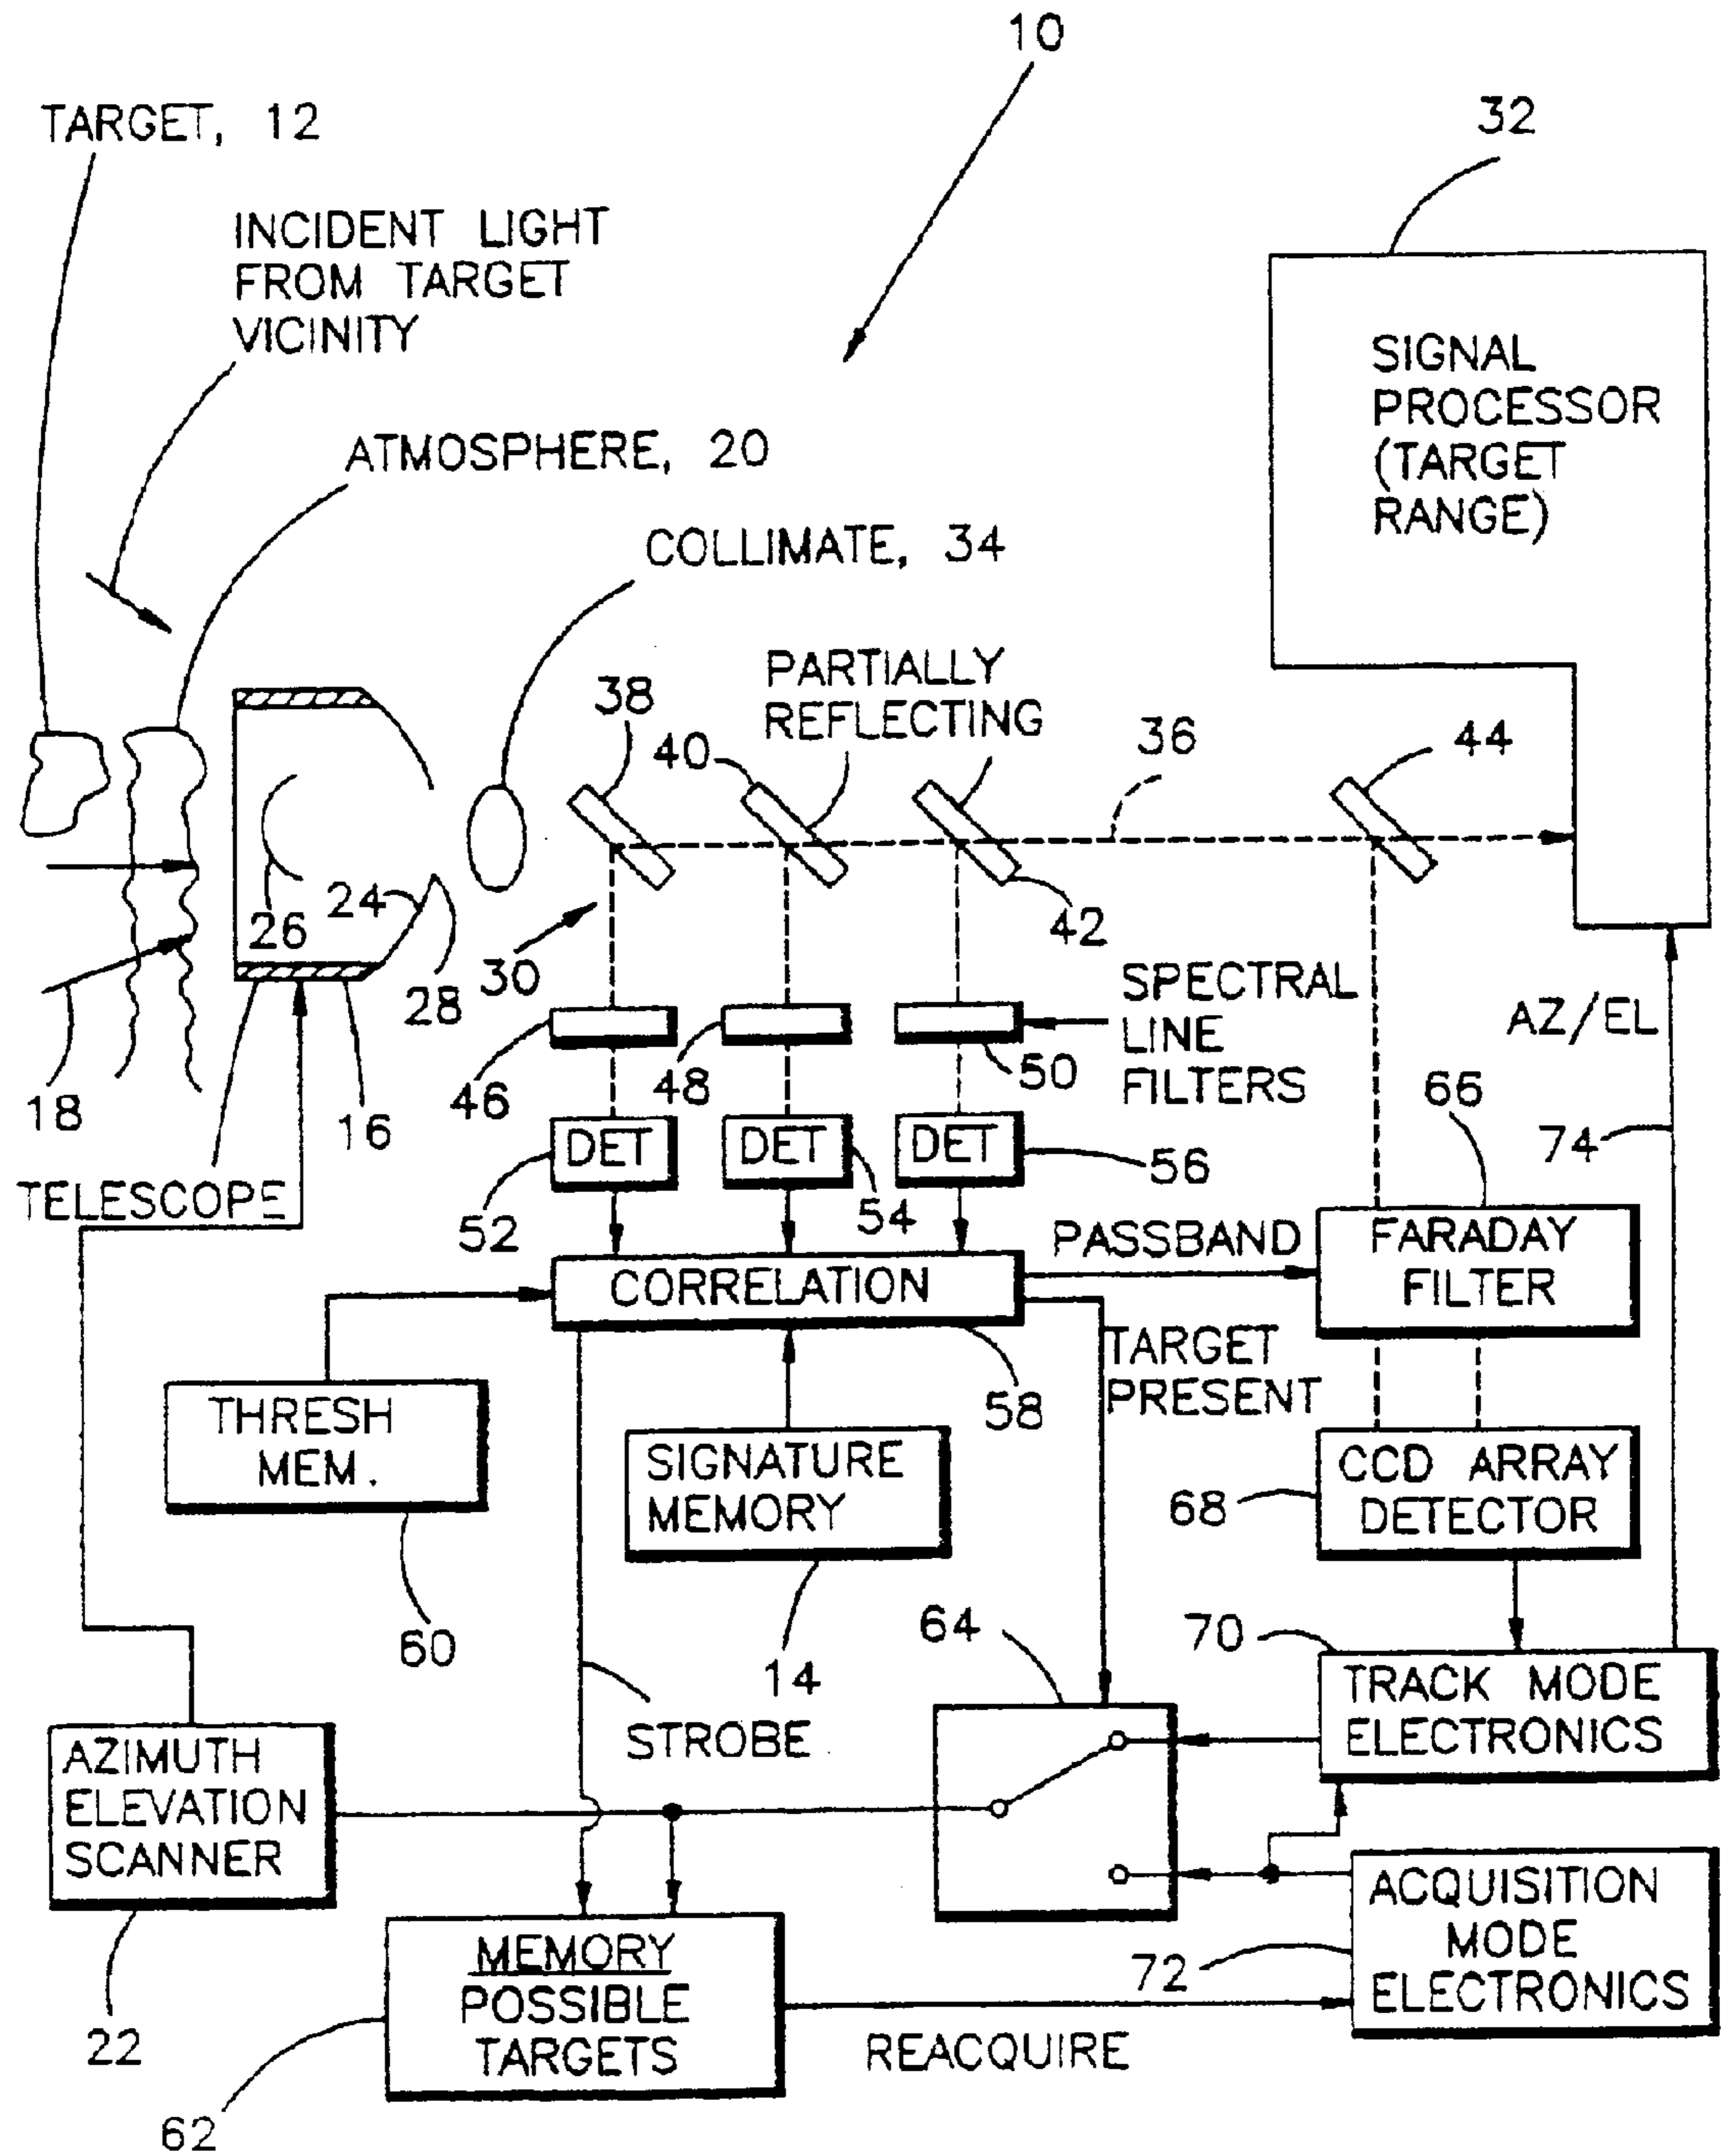 10
TARGET, 12
32
INCIDENT LIGHT
FROM TARGET
VICINITY
SIGNAL
PROCESSOR
(TARGET
RANGE)
ATMOSPHERE, 20
COLLIMATE, 34
PARTIALLY
REFLECTING
38
40
36
44
26
24
28
30
42
SPECTRAL
LINE
FILTERS
AZ/EL
18
16
46
48
50
66
74
DET
DET
DET
56
TELESCOPE
52
54
PASSBAND
FARADAY
FILTER
CORRELATION
TARGET
PRESENT
58
THRESH
MEM.
SIGNATURE
MEMORY
CCD ARRAY
DETECTOR
68
60
14
64
70
TRACK MODE
ELECTRONICS
STROBE
AZIMUTH
ELEVATION
SCANNER
ACQUISITION
MODE
ELECTRONICS
72
MEMORY
POSSIBLE
TARGETS
22
REACQUIRE
62